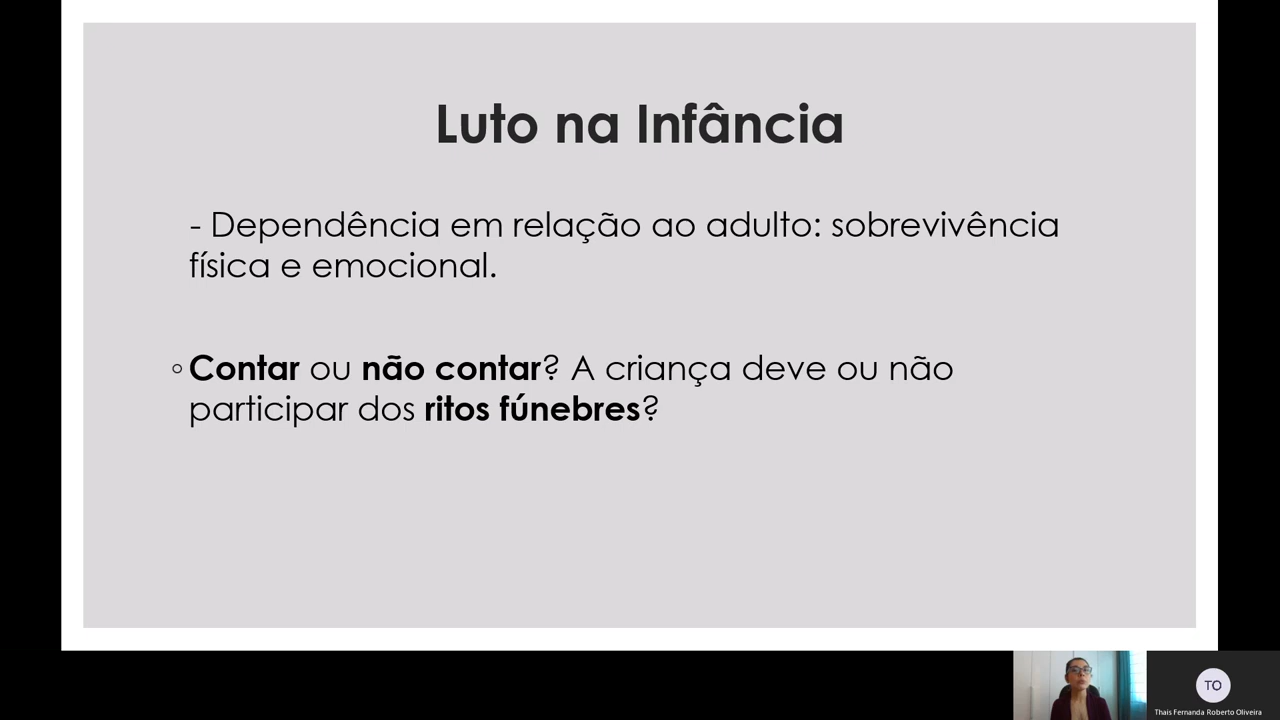 Luto na Infância
- Dependência em relação ao adulto: sobrevivência
física e emocional.
◦Contar ou não contar? A criança deve ou não
participar dos ritos fúnebres?
TO
Thais Fernanda Roberto Oliveira